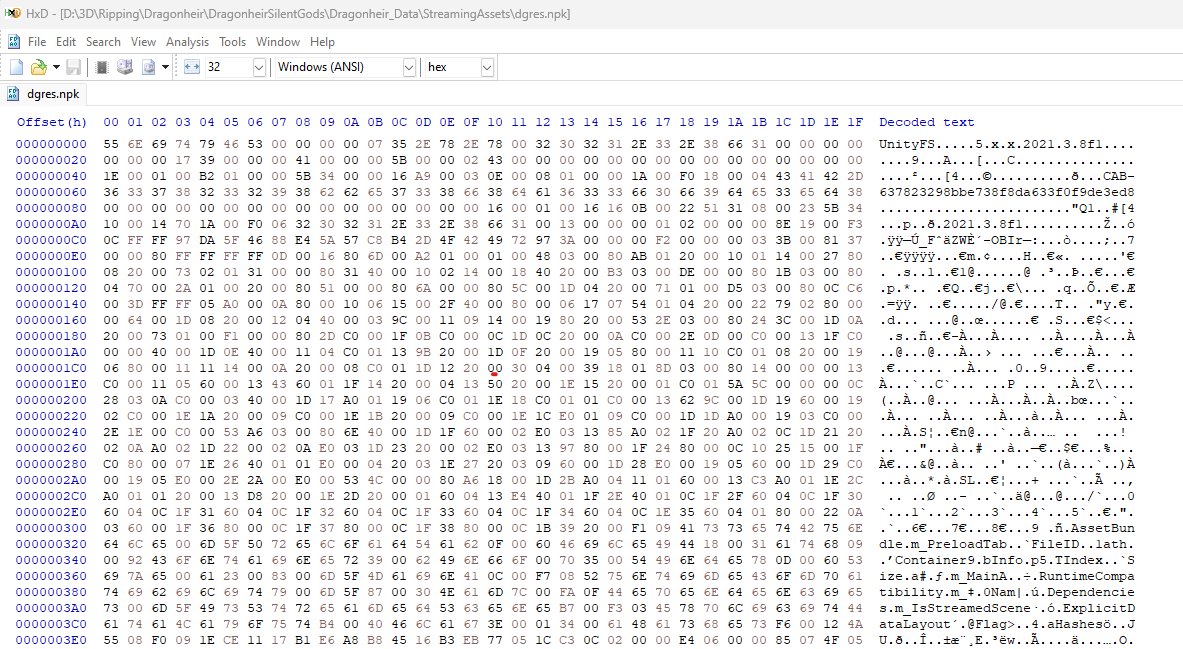 HxD - [D:\3D\Ripping\Dragonheir\DragonheirSilentGods\Dragonheir_Data\StreamingAssets\dgres.npk]
File Edit Search View Analysis Tools Window Help
32 Windows (ANSI) hex
dgres.npk
Offset(h) 00 01 02 03 04 05 06 07 08 09 0A 0B 0C 0D 0E 0F 10 11 12 13 14 15 16 17 18 19 1A 1B 1C 1D 1E 1F Decoded text
000000000 55 6E 69 74 79 46 53 00 00 00 00 07 35 2E 78 2E 78 00 32 30 32 31 2E 33 2E 38 66 31 00 00 00 00 UnityFS.....5.x.x.2021.3.8f1....
000000020 00 00 00 17 39 00 00 00 41 00 00 00 5B 00 00 02 43 00 00 00 00 00 00 00 00 00 00 00 00 00 00 00 ....9...A...[...C...............
000000040 1E 00 01 00 B2 01 00 00 5B 34 00 00 16 A9 00 03 0E 00 08 01 00 00 1A 00 F0 18 00 04 43 41 42 2D ....²...[4...©..........ð...CAB-
000000060 36 33 37 38 32 33 32 39 38 62 62 65 37 33 38 66 38 64 61 36 33 33 66 30 66 39 64 65 33 65 64 38 637823298bbe738f8da633f0f9de3ed8
000000080 00 00 00 00 00 00 00 00 00 00 00 00 00 00 00 16 00 01 00 16 16 0B 00 22 51 31 08 00 23 5B 34 ......................."Q1..#[4
0000000A0 10 00 14 70 1A 00 F0 06 32 30 32 31 2E 33 2E 38 66 31 00 13 00 00 00 01 02 00 00 00 8E 19 00 F3 ...p..ð.2021.3.8f1..........Ž..ó
0000000C0 0C FF FF 97 DA 5F 46 88 E4 5A 57 C8 B4 2D 4F 42 49 72 97 3A 00 00 00 F2 00 00 00 03 3B 00 81 37 .ÿÿ—Ú_FˆäZWÈ´-OBIr—:...ò....;..7
0000000E0 00 00 80 FF FF FF FF 0D 00 16 80 6D 00 A2 01 00 01 00 48 03 00 80 AB 01 20 00 10 01 14 00 27 80
000000100 08 20 00 73 02 01 31 00 00 80 31 40 00 10 02 14 00 18 40 20 00 B3 03 00 DE 00 00 80 1B 03 00 80
000000120 04 70 00 2A 01 00 20 00 80 51 00 00 80 6A 00 00 80 5C 00 1D 04 20 00 71 01 00 D5 03 00 80 0C C6
000000140 00 3D FF FF 05 A0 00 0A 80 00 10 06 15 00 2F 40 00 80 00 06 17 07 54 01 04 20 00 22 79 02 80 00
000000160 00 64 00 1D 08 20 00 12 04 40 00 03 9C 00 11 09 14 00 19 80 20 00 53 2E 03 00 80 24 3C 00 1D 0A
000000180 20 00 73 01 00 F1 00 00 80 2D C0 00 1F C0 00 0C 1D 0C 20 00 0A C0 00 2E 0D 00 C0 00 13 1F C0
0000001A0 00 00 40 00 1D 0E 40 00 11 04 C0 01 13 9B 20 00 1D 0F 20 00 19 05 80 00 11 10 C0 01 08 20 00 19
0000001C0 06 80 00 11 11 14 00 0A 20 00 08 C0 01 1D 12 20 00 30 04 00 39 18 01 8D 03 00 80 14 00 00 00 13
0000001E0 C0 00 11 05 60 00 13 43 60 01 1F 14 20 00 04 13 50 20 00 1E 15 20 00 01 C0 01 5A 5C 00 00 00 0C
000000200 28 03 0A C0 00 03 40 00 1D 17 A0 01 19 06 C0 01 1E 18 C0 01 01 C0 00 13 62 9C 00 1D 19 60 00 19
000000220 02 C0 00 1E 1A 20 00 09 C0 00 1E 1B 20 00 09 C0 00 1E 1C E0 01 09 C0 00 1D 1D A0 00 19 03 C0 00
000000240 2E 1E 00 C0 00 53 A6 03 00 80 6E 40 00 1D 1F 60 00 02 E0 03 13 85 A0 02 1F 20 A0 02 0C 1D 21 20
000000260 02 0A A0 02 1D 22 00 02 0A E0 03 1D 23 20 00 02 E0 03 13 97 80 00 1F 24 80 00 0C 10 25 15 00 1F
000000280 C0 80 00 07 1E 26 40 01 01 E0 00 04 20 03 1E 27 20 03 09 60 00 1D 28 E0 00 19 05 60 00 1D 29 C0
0000002A0 00 19 05 E0 00 2E 2A 00 E0 00 53 4C 00 00 80 A6 18 00 1D 2B A0 04 11 01 60 00 13 C3 A0 01 1E 2C
0000002C0 A0 01 01 20 00 13 D8 20 00 1E 2D 20 00 01 60 04 13 E4 40 01 1F 2E 40 01 0C 1F 2F 60 04 0C 1F 30
0000002E0 60 04 0C 1F 31 60 04 0C 1F 32 60 04 0C 1F 33 60 04 0C 1F 34 60 04 0C 1E 35 60 04 01 80 00 22 0A
000000300 03 60 00 1F 36 80 00 0C 1F 37 80 00 0C 1F 38 80 00 0C 1B 39 20 00 F1 09 41 73 73 65 74 42 75 6E .`..6€...7€...8€...9 .ñ.AssetBun
000000320 64 6C 65 00 6D 5F 50 72 65 6C 6F 61 64 54 61 62 0F 00 60 46 69 6C 65 49 44 18 00 31 61 74 68 09 dle.m_PreloadTab..`FileID..1ath.
000000340 00 92 43 6F 6E 74 61 69 6E 65 72 39 00 62 49 6E 66 6F 00 70 35 00 54 49 6E 64 65 78 0D 00 60 53 .’Container9.bInfo.p5.TIndex..`S
000000360 69 7A 65 00 61 23 00 83 00 6D 5F 4D 61 69 6E 41 0C 00 F7 08 52 75 6E 74 69 6D 65 43 6F 6D 70 61 ize.a#.ƒ.m_MainA..÷.RuntimeCompa
000000380 74 69 62 69 6C 69 74 79 00 6D 5F 87 00 30 4E 61 6D 7C 00 FA 0F 44 65 70 65 6E 64 65 6E 63 69 65 tibility.m_‡.0Nam|.ú.Dependencie
0000003A0 73 00 6D 5F 49 73 53 74 72 65 61 6D 65 64 53 63 65 6E 65 B7 00 F3 03 45 78 70 6C 69 63 69 74 44 s.m_IsStreamedScene·.ó.ExplicitD
0000003C0 61 74 61 4C 61 79 6F 75 74 B4 00 40 46 6C 61 67 3E 00 01 34 00 61 48 61 73 68 65 73 F6 00 12 4A ataLayout´.@Flag>..4.aHashesö..J
0000003E0 55 08 F0 09 1E CE 11 17 B1 E6 A8 B8 45 16 B3 EB 77 05 1C C3 0C 02 00 00 E4 06 00 00 85 07 4F 05 U.ð..Î..±æ¨¸E.³ëw..Ã....ä...….O.